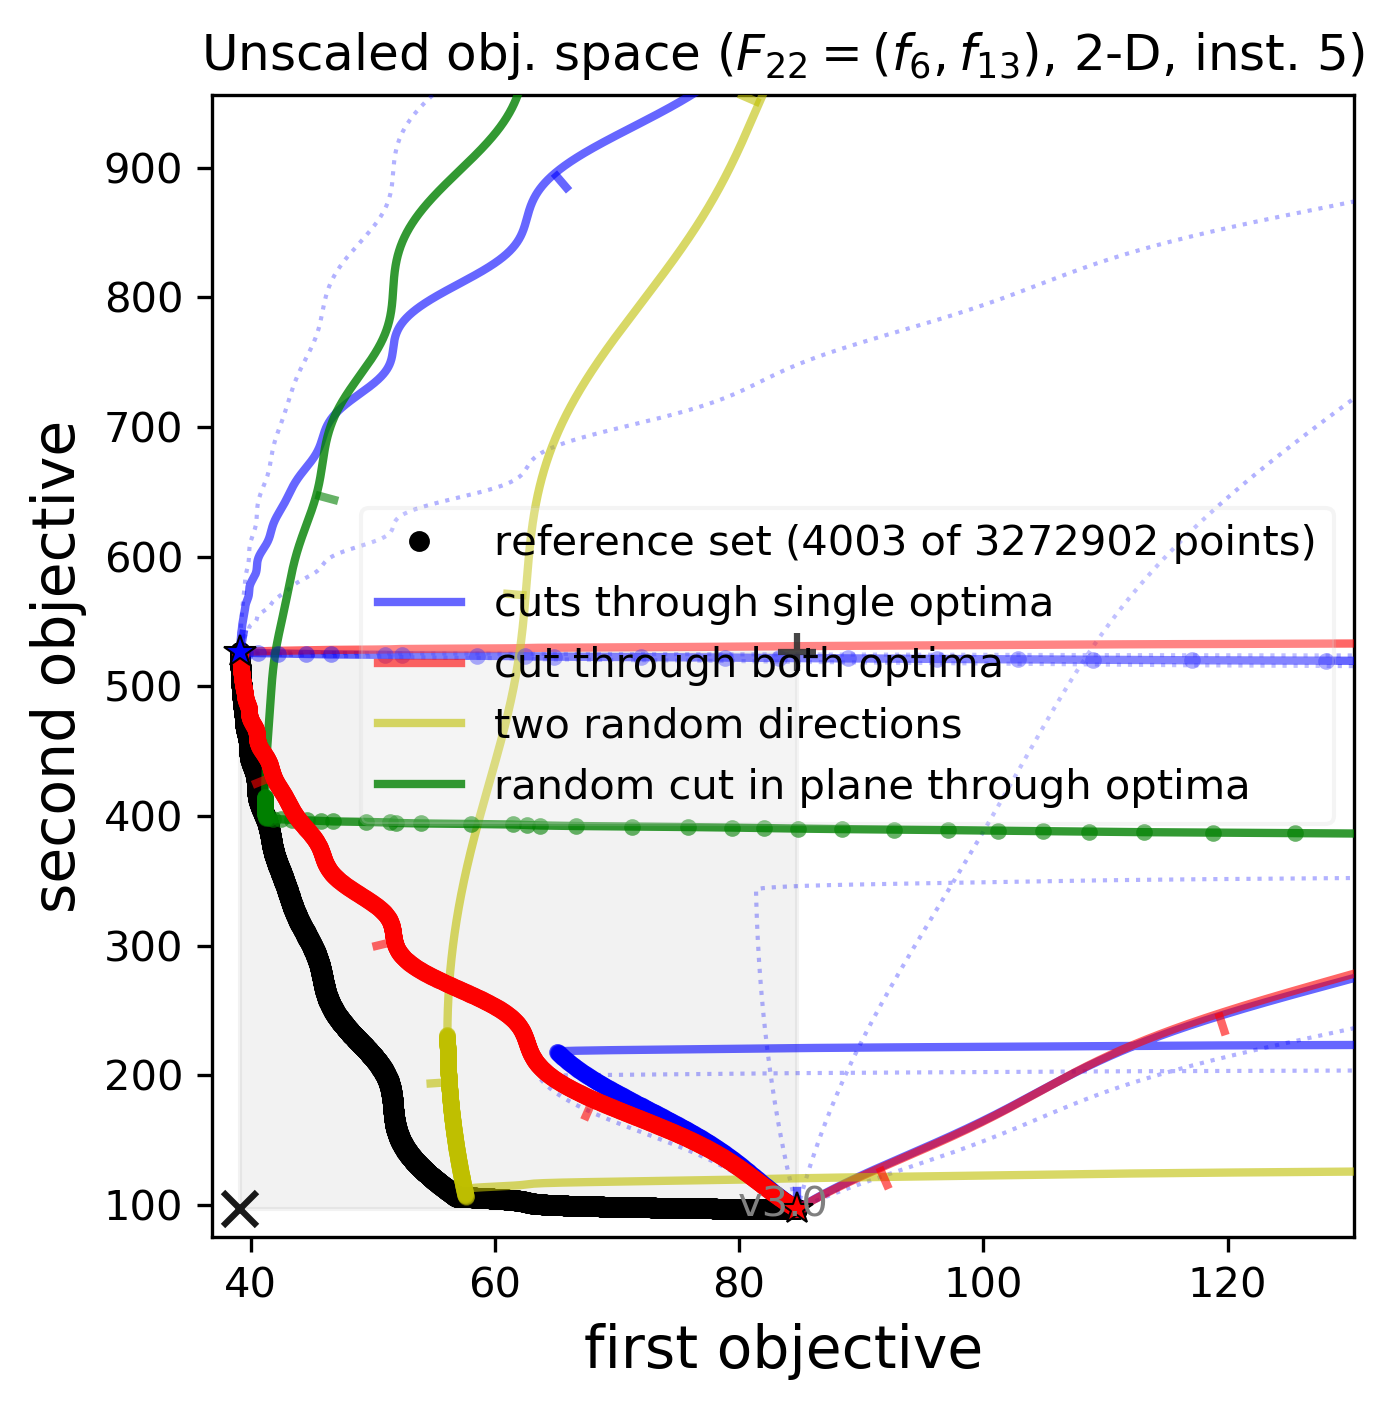 Unscaled obj. space (F22 = (f6, f13), 2-D, inst. 5)
900
800
700
600
500
400
300
200
100
second objective
reference set (4003 of 3272902 points)
cuts through single optima
cut through both optima
two random directions
random cut in plane through optima
v3.0
40 60 80 100 120
first objective